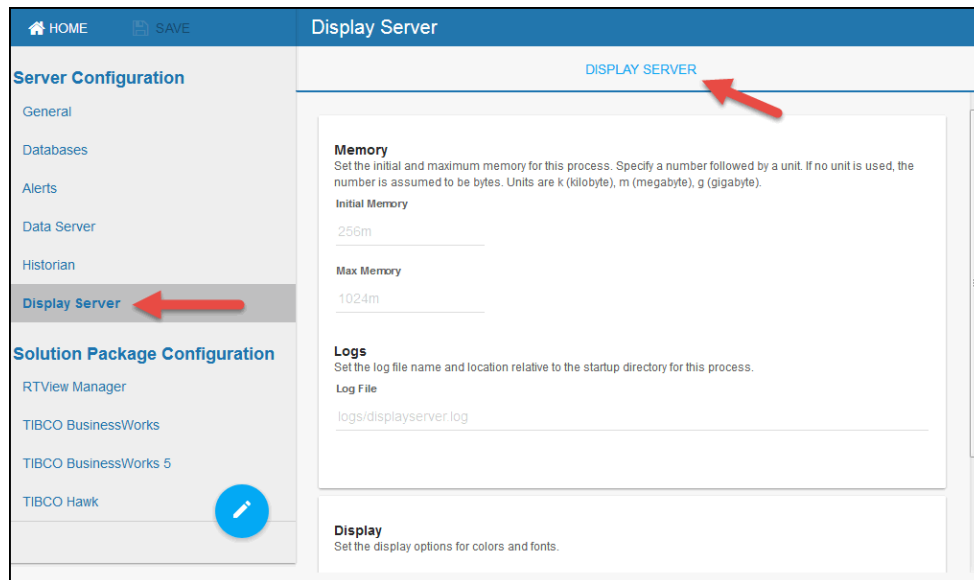 HOME
SAVE
Display Server
Server Configuration
General
Databases
Alerts
Data Server
Historian
Display Server
Solution Package Configuration
RTView Manager
TIBCO BusinessWorks
TIBCO BusinessWorks 5
TIBCO Hawk
DISPLAY SERVER
Memory
Set the initial and maximum memory for this process. Specify a number followed by a unit. If no unit is used, the
number is assumed to be bytes. Units are k (kilobyte), m (megabyte), g (gigabyte).
Initial Memory
256m
Max Memory
1024m
Logs
Set the log file name and location relative to the startup directory for this process.
Log File
logs/displayserver.log
Display
Set the display options for colors and fonts.